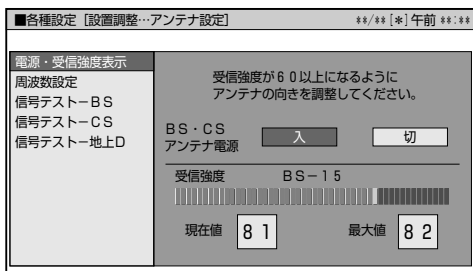 ■各種設定［設置調整…アンテナ設定］ **/**［*］午前 **:**
電源・受信強度表示
周波数設定
信号テスト－ＢＳ
信号テスト－ＣＳ
信号テスト－地上Ｄ
受信強度が６０以上になるように
アンテナの向きを調整してください。
ＢＳ・ＣＳ
アンテナ電源
入
切
受信強度 ＢＳ－１５
現在値 ８１
最大値 ８２